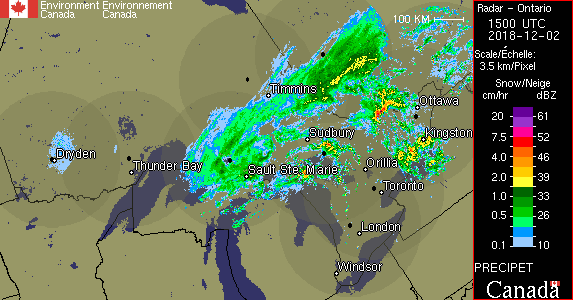 Environment Environnement
Canada Canada
100 KM
Timmins
Ottawa
Sudbury
Kingston
Dryden
Thunder Bay
Sault Ste. Marie
Orillia
Toronto
London
Windsor
Radar – Ontario
1500 UTC
2018-12-02
Scale/Échelle:
3.5 km/Pixel
Snow/Neige
cm/hr dBZ
20 61
7.5 52
4.0 46
2.0 39
1.0 33
0.5 26
0.1 10
PRECIPET
Canada